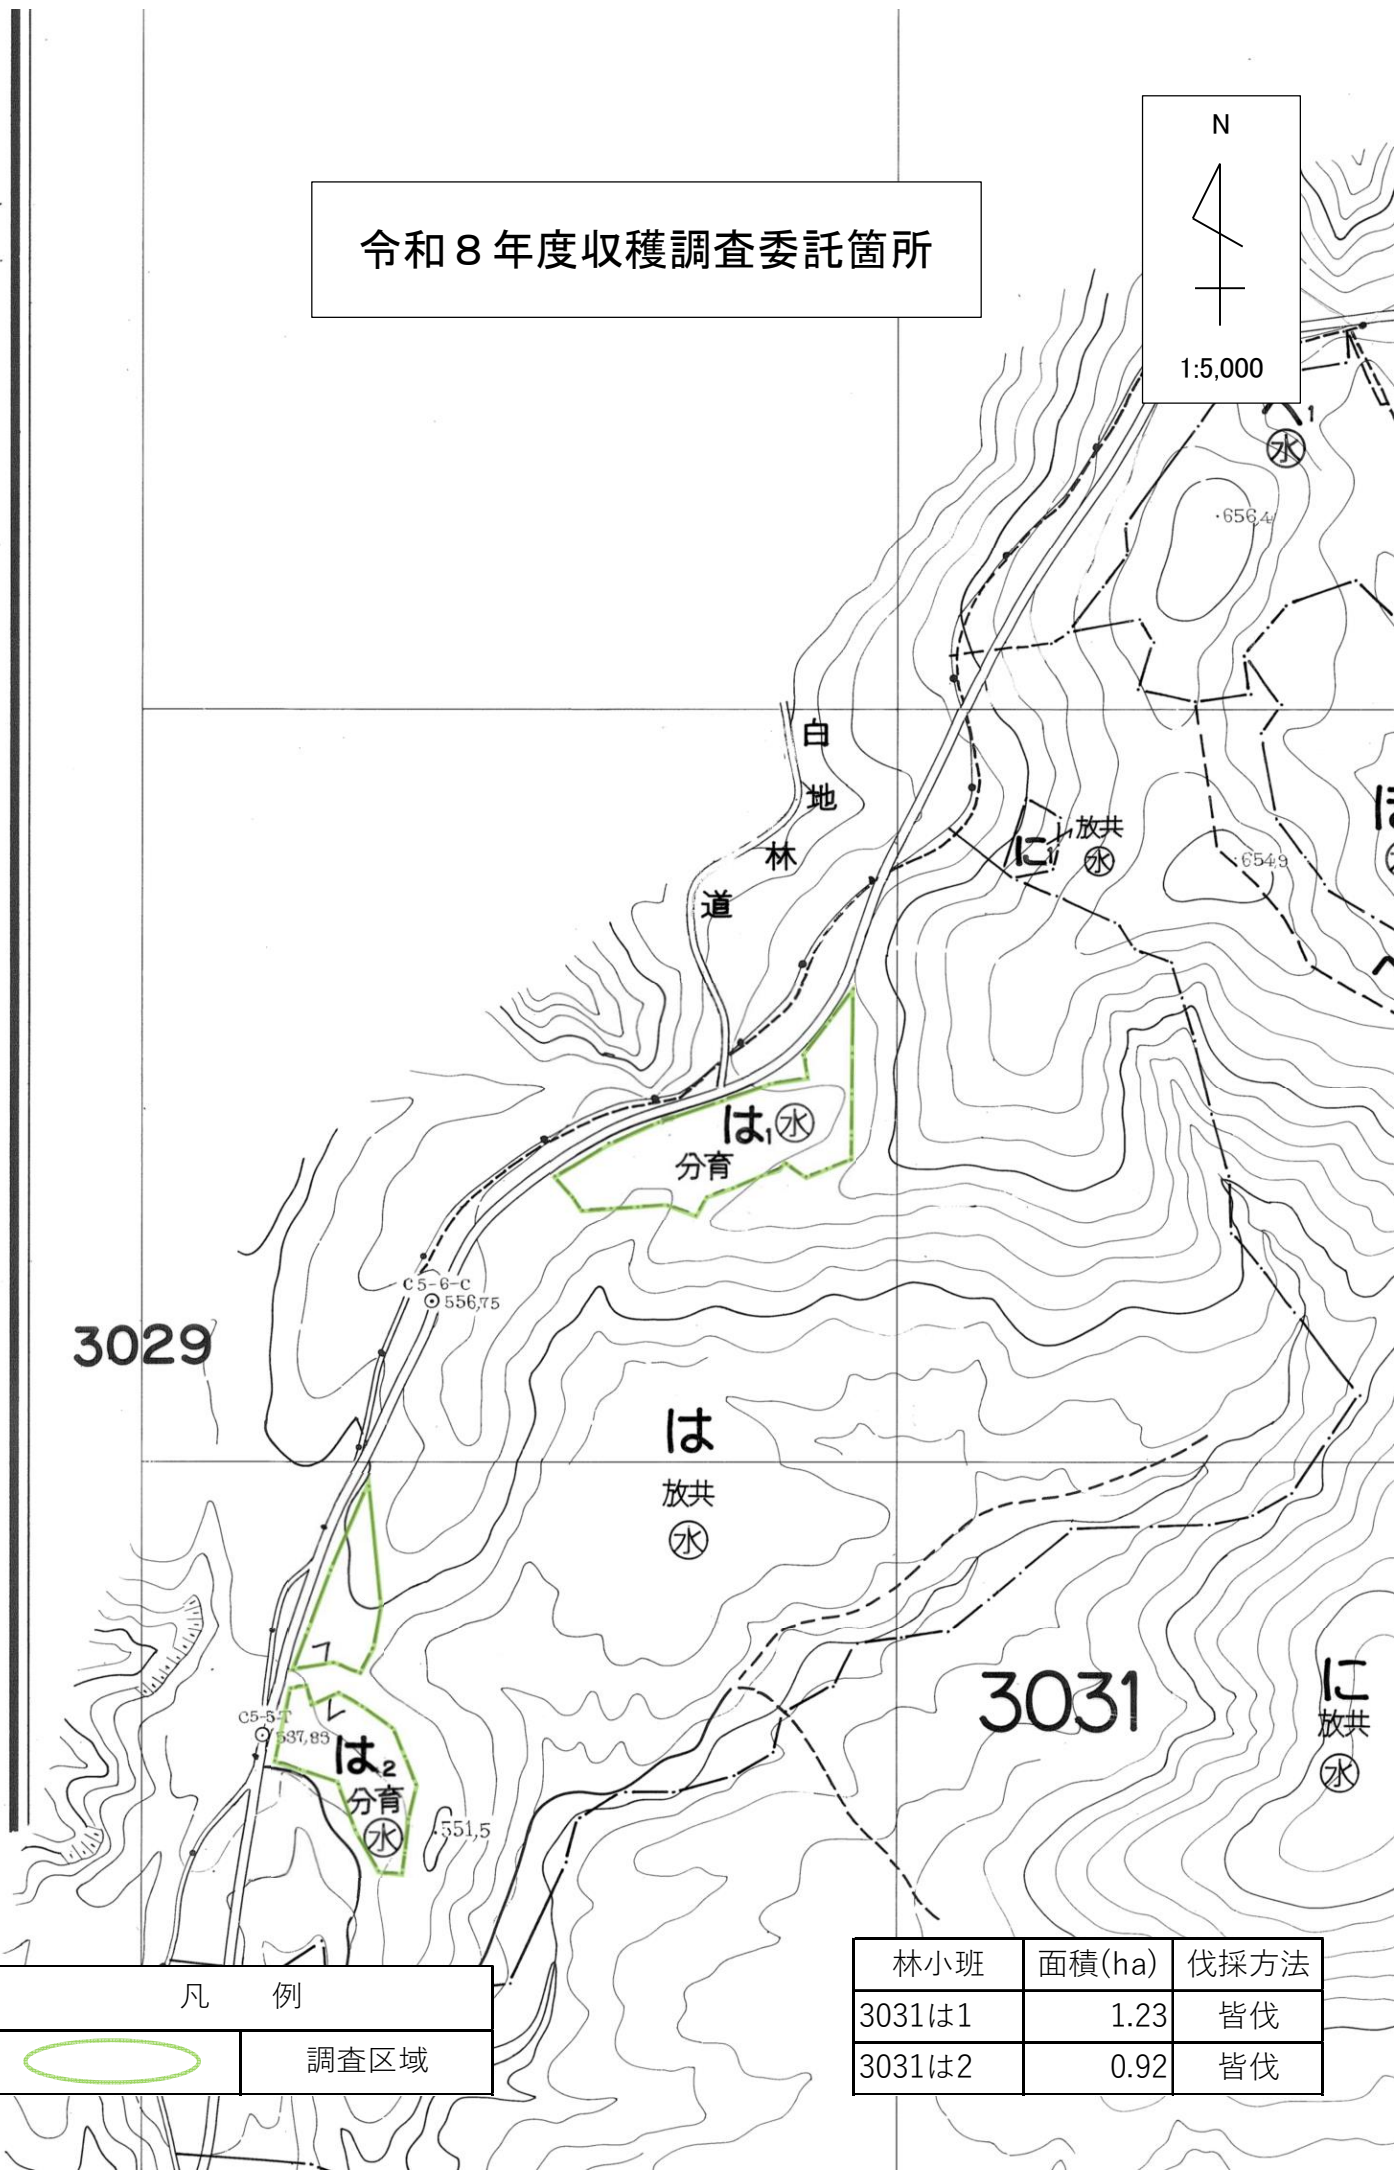 令和８年度収穫調査委託箇所
N
1:5,000
1
水
656,4
白地林道
に1
放共
水
654,9
は1 水
分育
C5-6-C
556,75
3029
は
放共
水
C5-5-T
537,89
は2
分育
水
551,5
3031
に
放共
水
凡 例
調査区域
林小班 面積(ha) 伐採方法
3031は1 1.23 皆伐
3031は2 0.92 皆伐